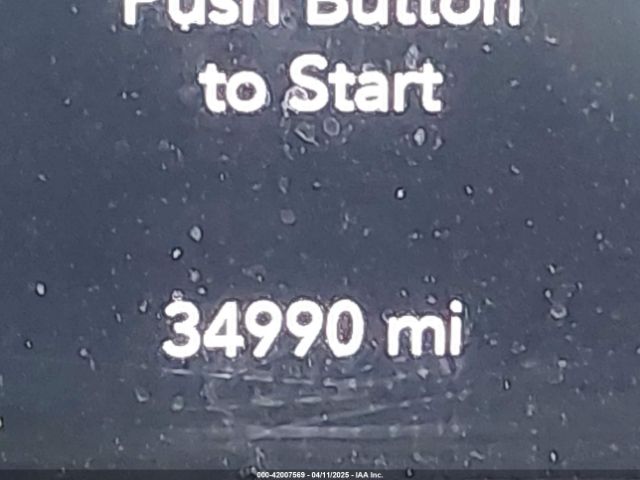 Push Button
to Start
34990 mi
000-42007569 - 04/11/2025 - IAA Inc.